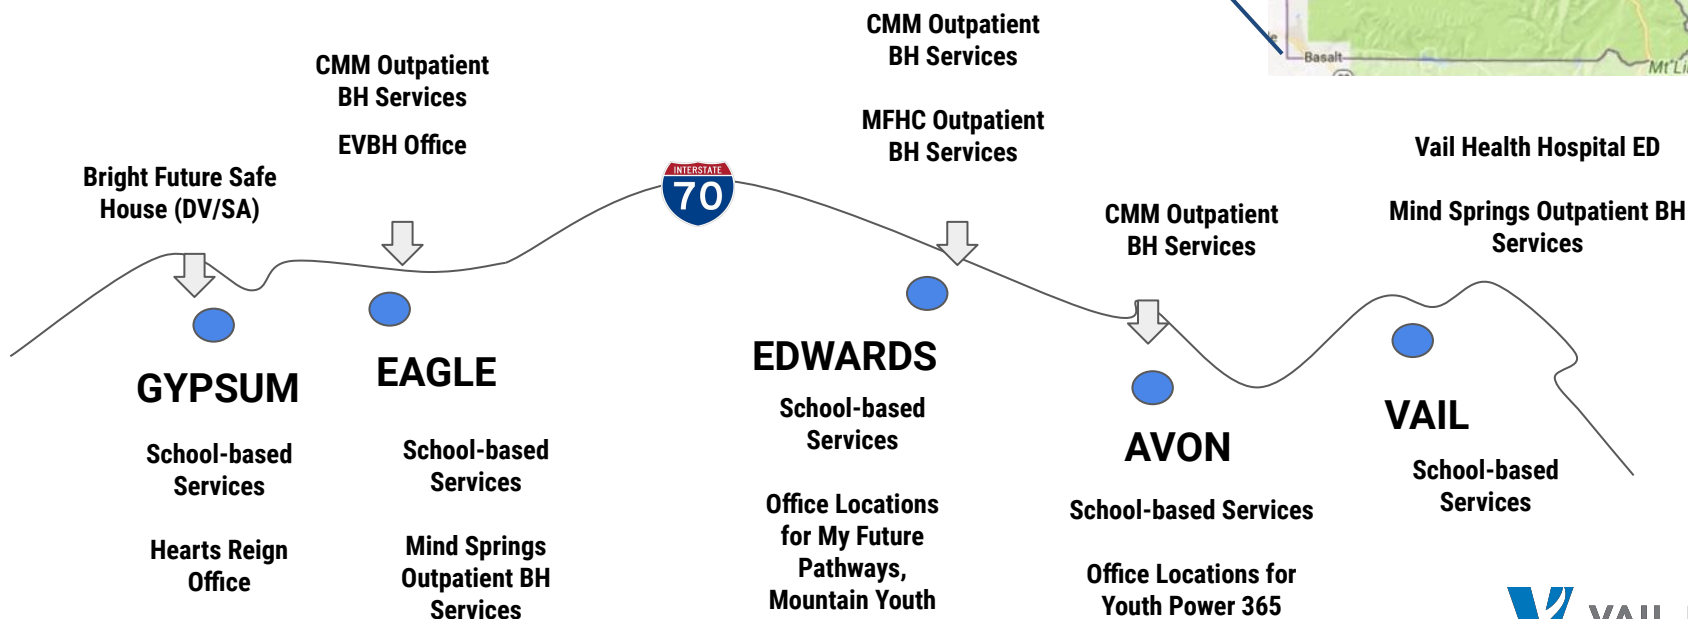 CMM Outpatient
BH Services
MFHC Outpatient
BH Services
Basalt
CMM Outpatient
BH Services
EVBH Office
Bright Future Safe
House (DV/SA)
INTERSTATE
70
CMM Outpatient
BH Services
Vail Health Hospital ED
Mind Springs Outpatient BH
Services
GYPSUM
School-based
Services
Hearts Reign
Office
EAGLE
School-based
Services
Mind Springs
Outpatient BH
Services
EDWARDS
School-based
Services
Office Locations
for My Future
Pathways,
Mountain Youth
AVON
School-based Services
Office Locations for
Youth Power 365
VAIL
School-based
Services
VAIL